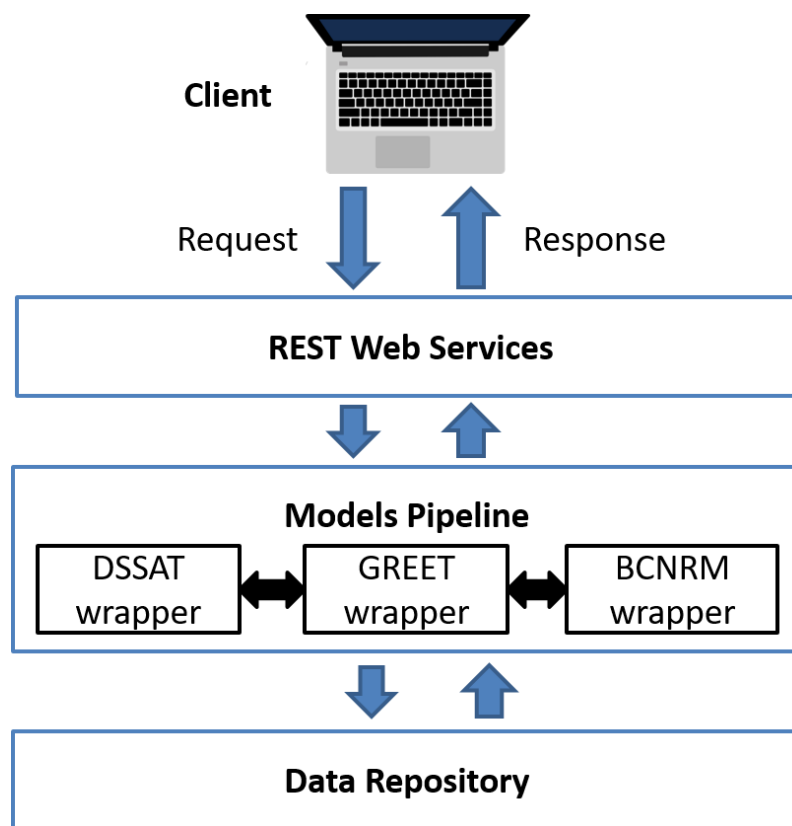 Client
Request
Response
REST Web Services
Models Pipeline
DSSAT
wrapper
GREET
wrapper
BCNRM
wrapper
Data Repository